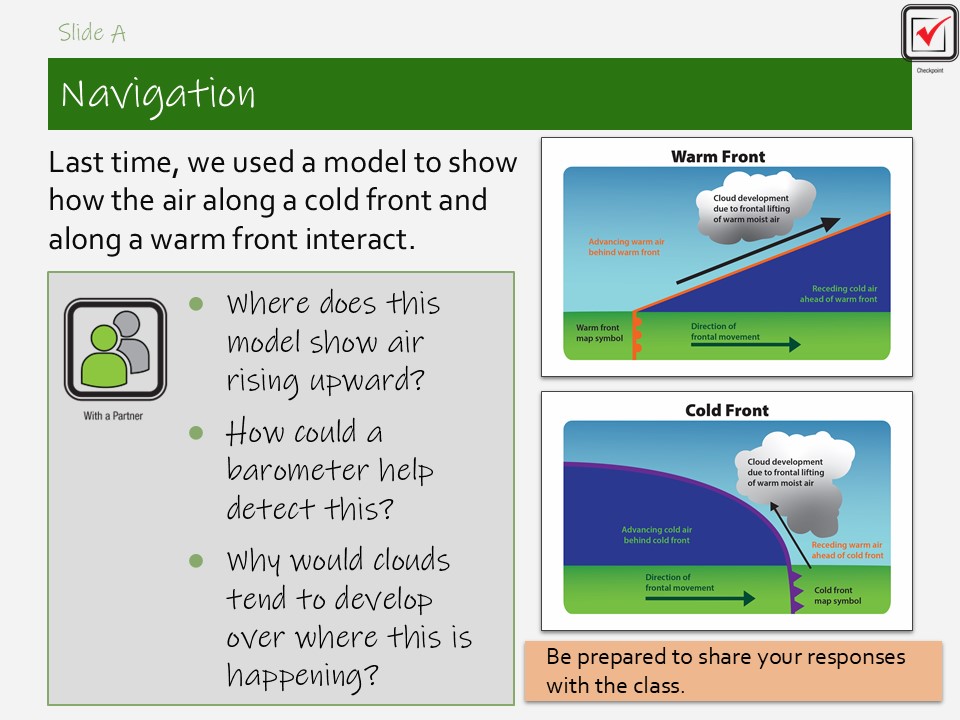 Slide A
Checkpoint
Navigation
Last time, we used a model to show
how the air along a cold front and
along a warm front interact.
With a Partner
● Where does this
model show air
rising upward?
● How could a
barometer help
detect this?
● Why would clouds
tend to develop
over where this is
happening?
Warm Front
Cloud development
due to frontal lifting
of warm moist air
Advancing warm air
behind warm front
Receding cold air
ahead of warm front
Warm front
map symbol
Direction of
frontal movement
Cold Front
Cloud development
due to frontal lifting
of warm moist air
Advancing cold air
behind cold front
Receding warm air
ahead of cold front
Direction of
frontal movement
Cold front
map symbol
Be prepared to share your responses
with the class.